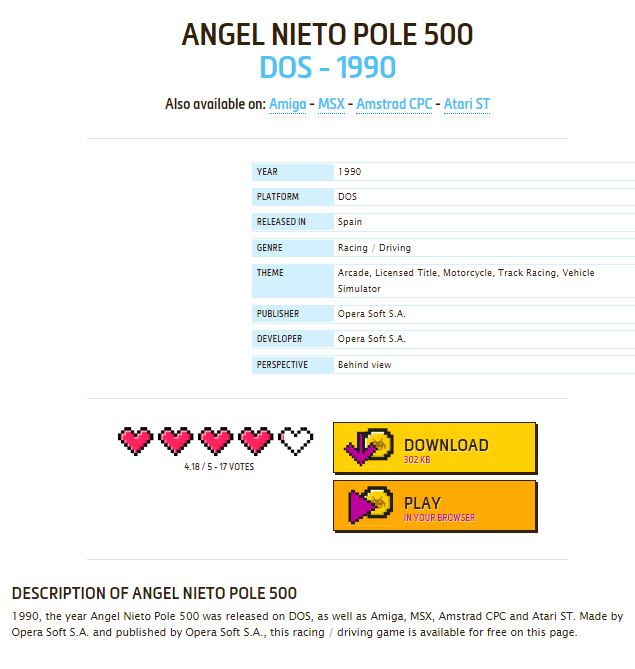 ANGEL NIETO POLE 500
DOS - 1990
Also available on: Amiga - MSX - Amstrad CPC - Atari ST
YEAR 1990
PLATFORM DOS
RELEASED IN Spain
GENRE Racing / Driving
THEME Arcade, Licensed Title, Motorcycle, Track Racing, Vehicle
Simulator
PUBLISHER Opera Soft S.A.
DEVELOPER Opera Soft S.A.
PERSPECTIVE Behind view
4.18 / 5 - 17 VOTES
DOWNLOAD
302 KB
PLAY
IN YOUR BROWSER
DESCRIPTION OF ANGEL NIETO POLE 500
1990, the year Angel Nieto Pole 500 was released on DOS, as well as Amiga, MSX, Amstrad CPC and Atari ST. Made by
Opera Soft S.A. and published by Opera Soft S.A., this racing / driving game is available for free on this page.